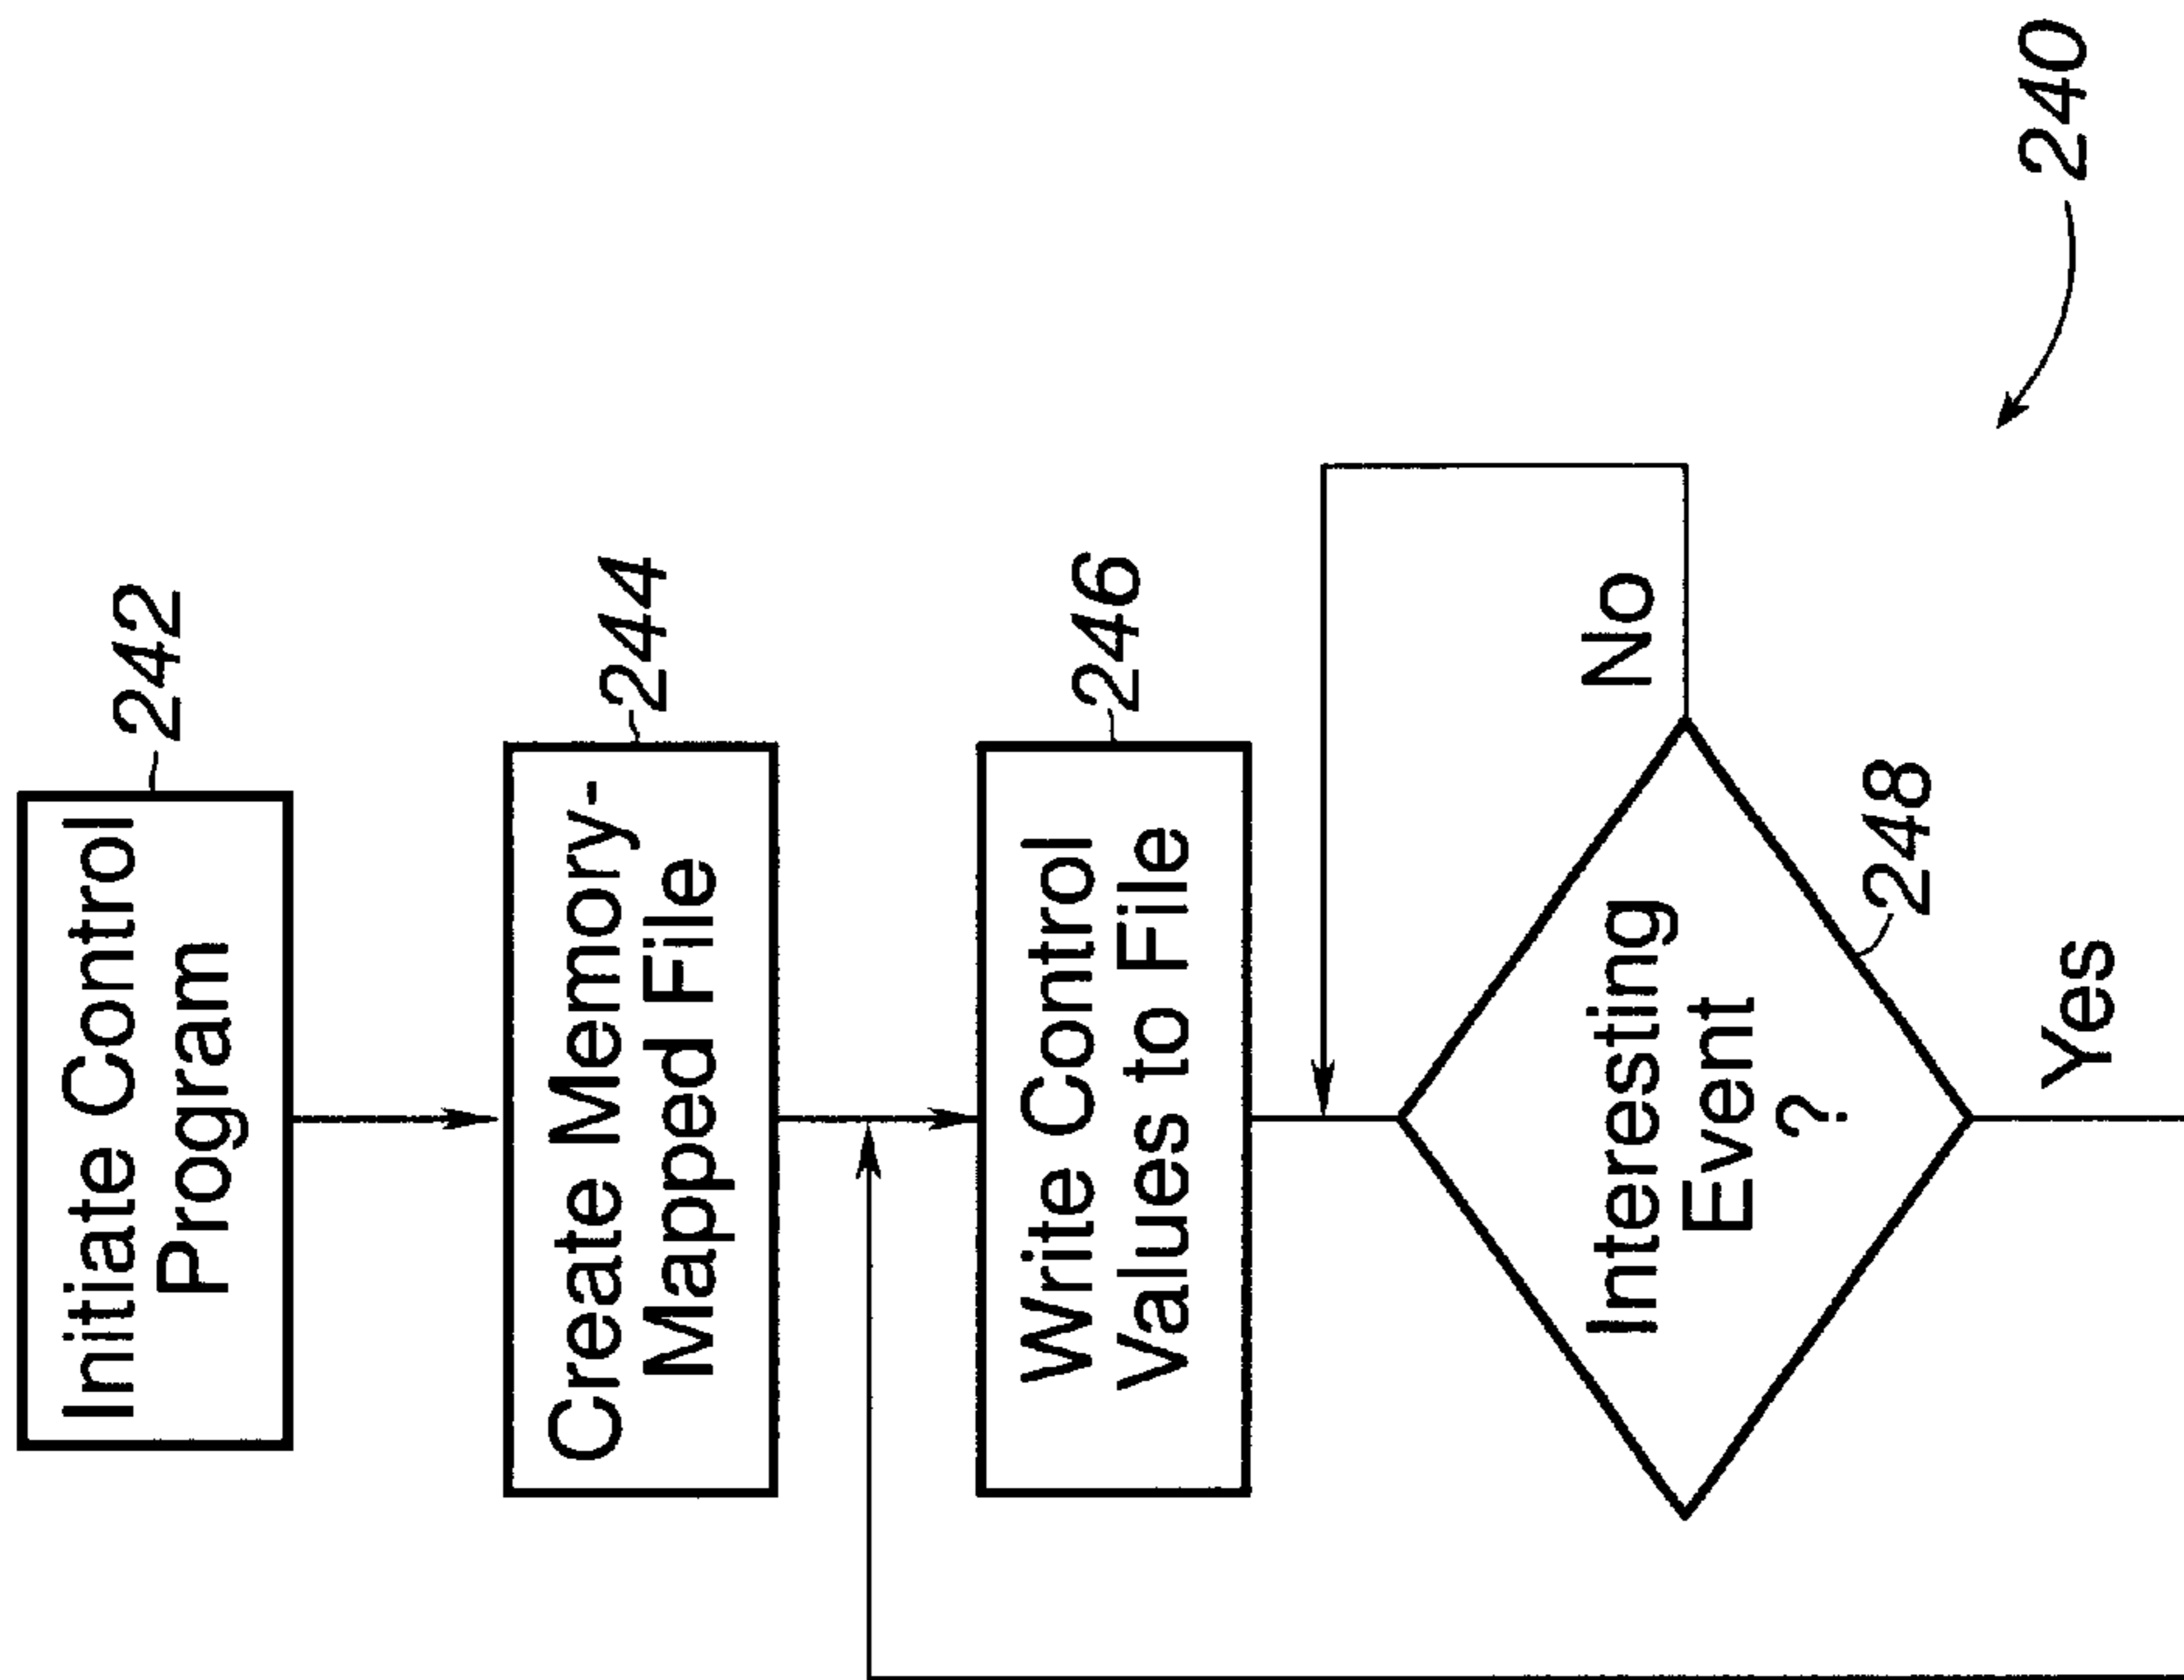 Initiate Control
Program
242
Create Memory-
Mapped File
244
Write Control
Values to File
246
Interesting
Event
?
248
No
Yes
240